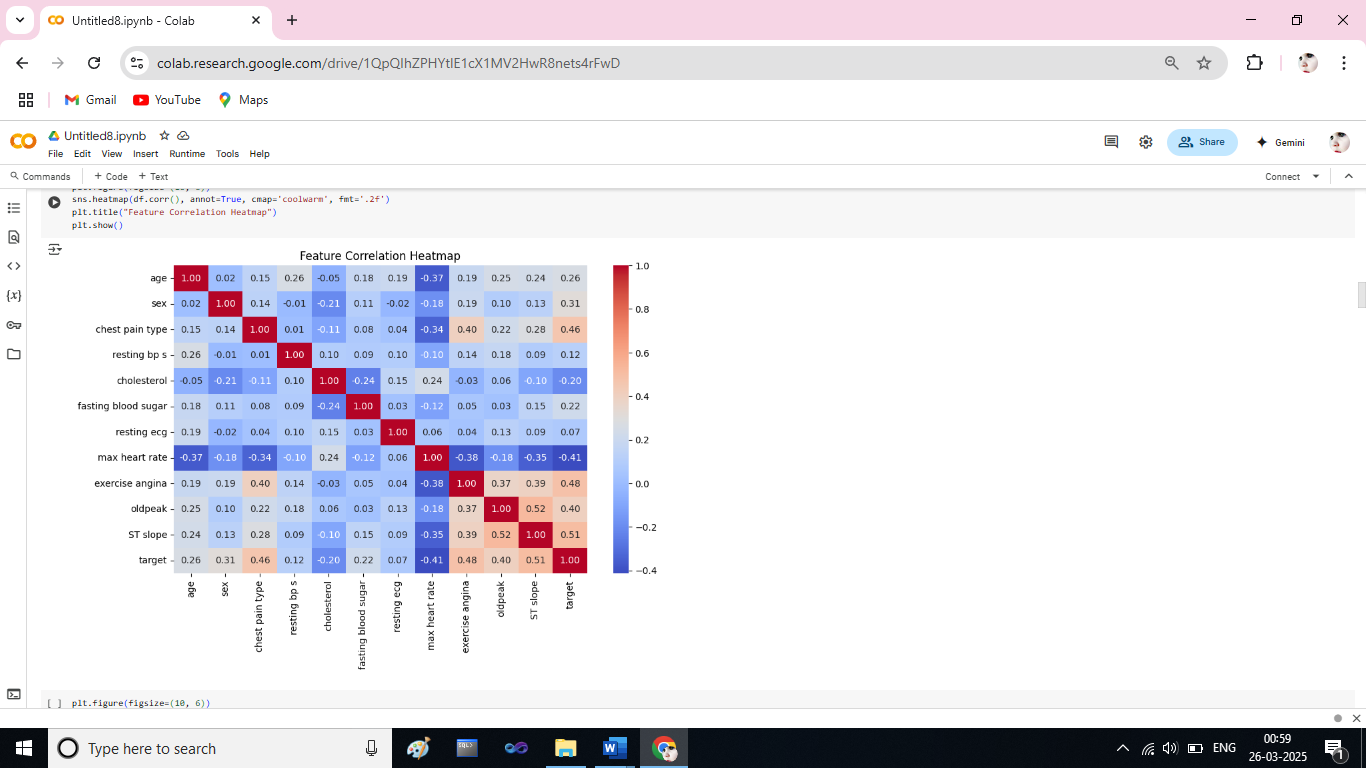 Untitled8.ipynb - Colab
colab.research.google.com/drive/1QpQlhZPHYtlE1cX1MV2HwR8nets4rFwD
Gmail YouTube Maps
Untitled8.ipynb
File Edit View Insert Runtime Tools Help
Share Gemini
Commands + Code + Text Connect
sns.heatmap(df.corr(), annot=True, cmap='coolwarm', fmt='.2f')
plt.title("Feature Correlation Heatmap")
plt.show()
Feature Correlation Heatmap
age 1.00 0.02 0.15 0.26 -0.05 0.18 0.19 -0.37 0.19 0.25 0.24 0.26
sex 0.02 1.00 0.14 -0.01 -0.21 0.11 -0.02 -0.18 0.19 0.10 0.13 0.31
chest pain type 0.15 0.14 1.00 0.01 -0.11 0.08 0.04 -0.34 0.40 0.22 0.28 0.46
resting bp s 0.26 -0.01 0.01 1.00 0.10 0.09 0.10 -0.10 0.14 0.18 0.09 0.12
cholesterol -0.05 -0.21 -0.11 0.10 1.00 -0.24 0.15 0.24 -0.03 0.06 -0.10 -0.20
fasting blood sugar 0.18 0.11 0.08 0.09 -0.24 1.00 0.03 -0.12 0.05 0.03 0.15 0.22
resting ecg 0.19 -0.02 0.04 0.10 0.15 0.03 1.00 0.06 0.04 0.13 0.09 0.07
max heart rate -0.37 -0.18 -0.34 -0.10 0.24 -0.12 0.06 1.00 -0.38 -0.18 -0.35 -0.41
exercise angina 0.19 0.19 0.40 0.14 -0.03 0.05 0.04 -0.38 1.00 0.37 0.39 0.48
oldpeak 0.25 0.10 0.22 0.18 0.06 0.03 0.13 -0.18 0.37 1.00 0.52 0.40
ST slope 0.24 0.13 0.28 0.09 -0.10 0.15 0.09 -0.35 0.39 0.52 1.00 0.51
target 0.26 0.31 0.46 0.12 -0.20 0.22 0.07 -0.41 0.48 0.40 0.51 1.00
age sex chest pain type resting bp s cholesterol fasting blood sugar resting ecg max heart rate exercise angina oldpeak ST slope target
1.0
0.8
0.6
0.4
0.2
0.0
−0.2
−0.4
[ ] plt.figure(figsize=(10, 6))
Type here to search
SQL>
W
ENG
00:59
26-03-2025
1